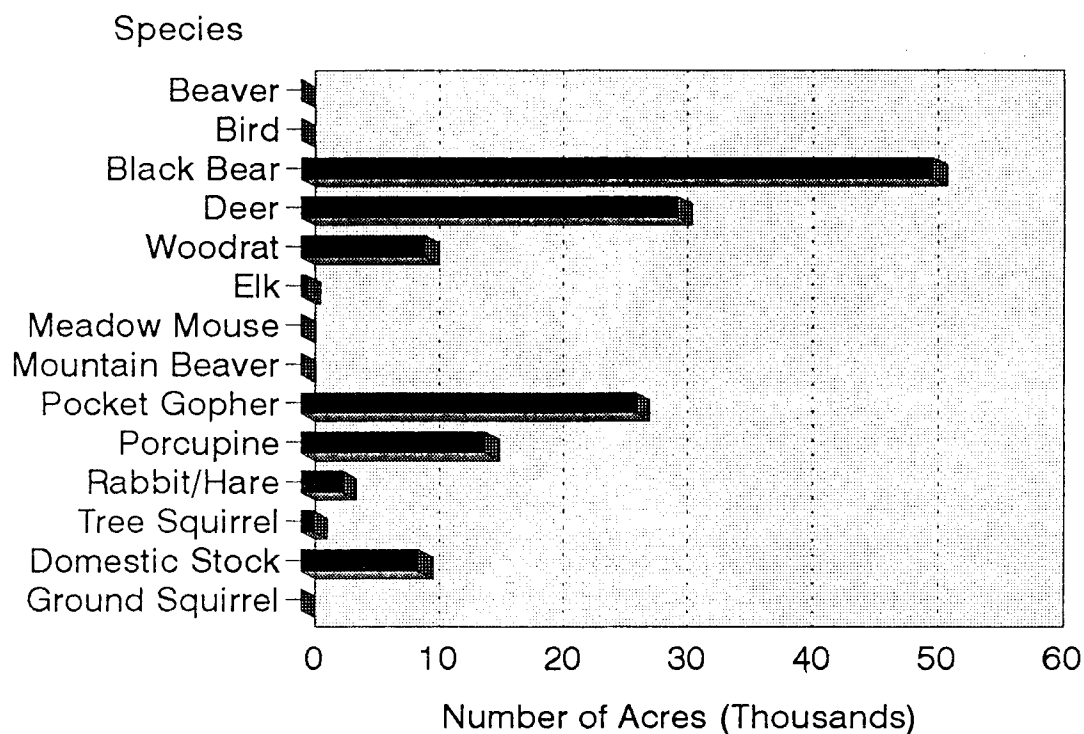 Species
Beaver
Bird
Black Bear
Deer
Woodrat
Elk
Meadow Mouse
Mountain Beaver
Pocket Gopher
Porcupine
Rabbit/Hare
Tree Squirrel
Domestic Stock
Ground Squirrel
0 10 20 30 40 50 60
Number of Acres (Thousands)